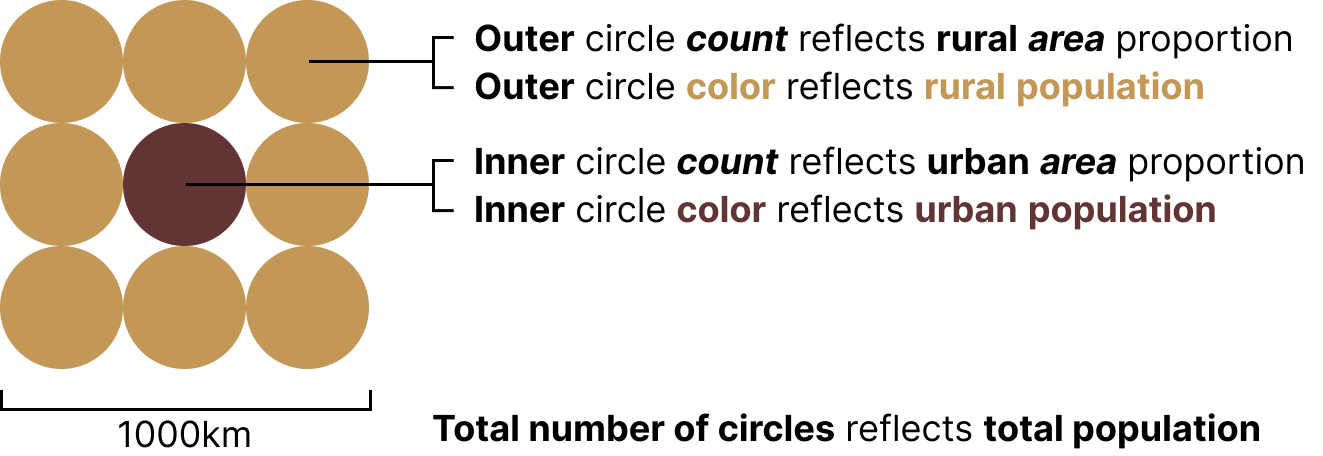 Outer circle count reflects rural area proportion
Outer circle color reflects rural population
Inner circle count reflects urban area proportion
Inner circle color reflects urban population
1000km
Total number of circles reflects total population